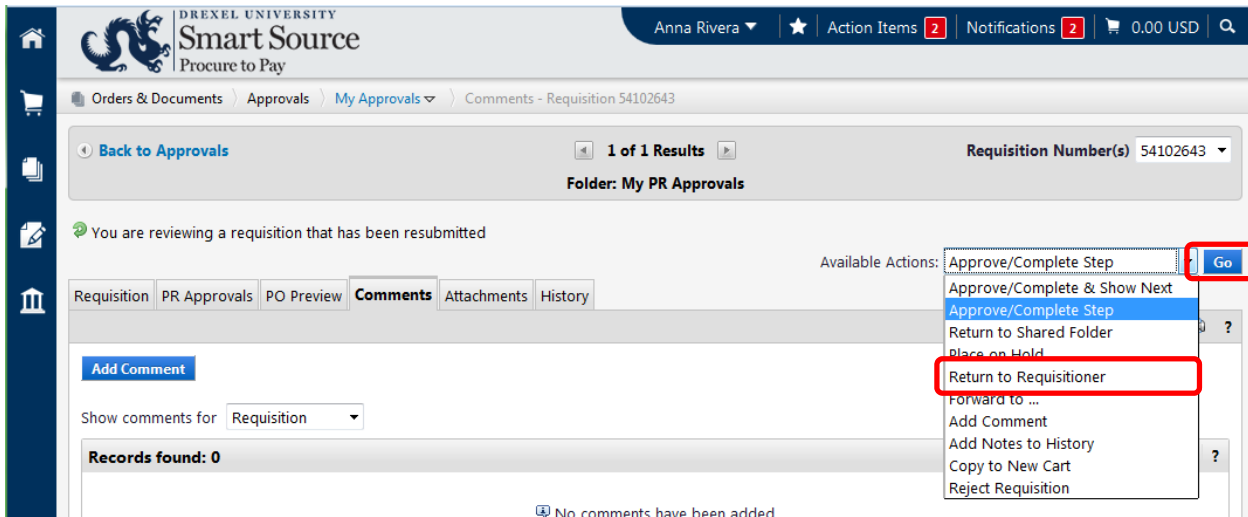 DREXEL UNIVERSITY
Smart Source
Procure to Pay
Anna Rivera Action Items 2 Notifications 2 0.00 USD
Orders & Documents Approvals My Approvals Comments - Requisition 54102643
Back to Approvals 1 of 1 Results Requisition Number(s) 54102643
Folder: My PR Approvals
You are reviewing a requisition that has been resubmitted
Available Actions: Approve/Complete Step Go
Requisition PR Approvals PO Preview Comments Attachments History
Approve/Complete & Show Next
Approve/Complete Step
Return to Shared Folder
?
Place on Hold
Add Comment
Return to Requisitioner
Forward to ...
Show comments for Requisition
Add Comment
Add Notes to History
Records found: 0 ?
Copy to New Cart
Reject Requisition
No comments have been added